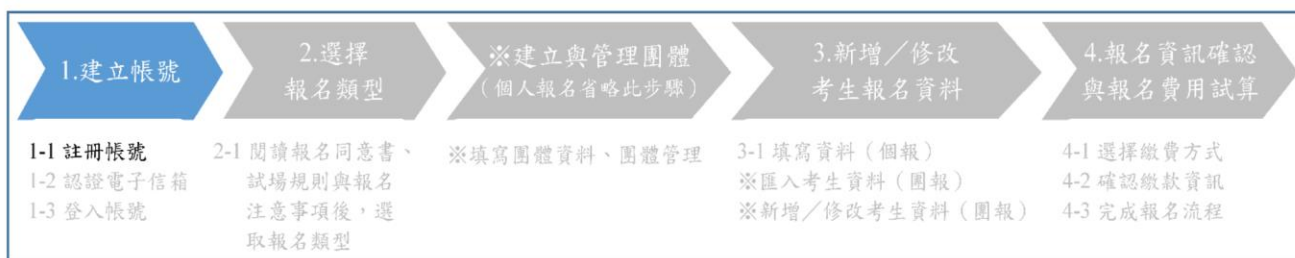 1.建立帳號
2.選擇
報名類型
※建立與管理團體
（個人報名省略此步驟）
3.新增／修改
考生報名資料
4.報名資訊確認
與報名費用試算
1-1 註冊帳號
1-2 認證電子信箱
1-3 登入帳號
2-1 閱讀報名同意書、
試場規則與報名
注意事項後，選
取報名類型
※填寫團體資料、團體管理
3-1 填寫資料（個報）
※匯入考生資料（團報）
※新增／修改考生資料（團報）
4-1 選擇繳費方式
4-2 確認繳款資訊
4-3 完成報名流程